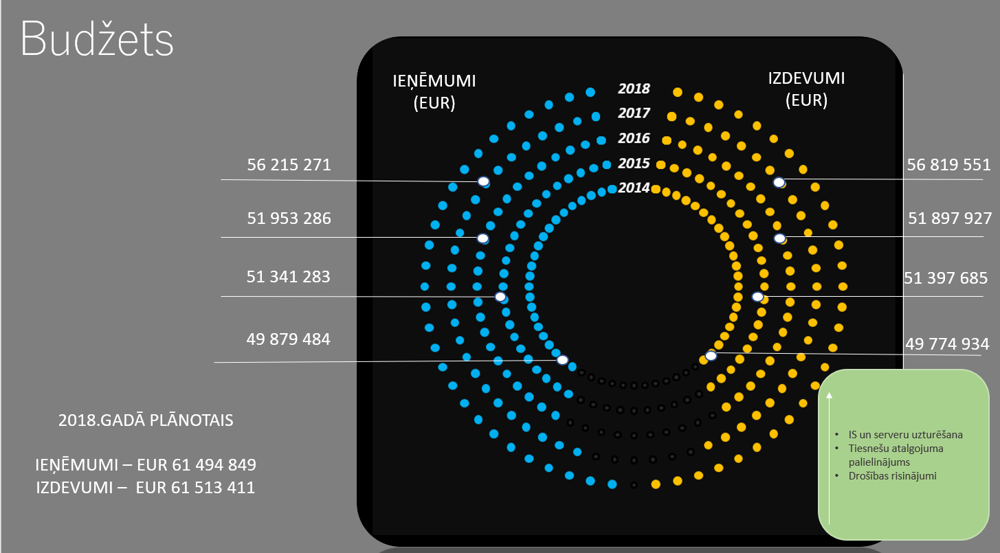 Budžets
IEŅĒMUMI
(EUR)
IZDEVUMI
(EUR)
2018
2017
2016
2015
2014
56 215 271
51 953 286
51 341 283
49 879 484
56 819 551
51 897 927
51 397 685
49 774 934
2018.GADĀ PLĀNOTAIS
IEŅĒMUMI – EUR 61 494 849
IZDEVUMI –  EUR 61 513 411
• IS un serveru uzturēšana
• Tiesnešu atalgojuma
palielinājums
• Drošības risinājumi